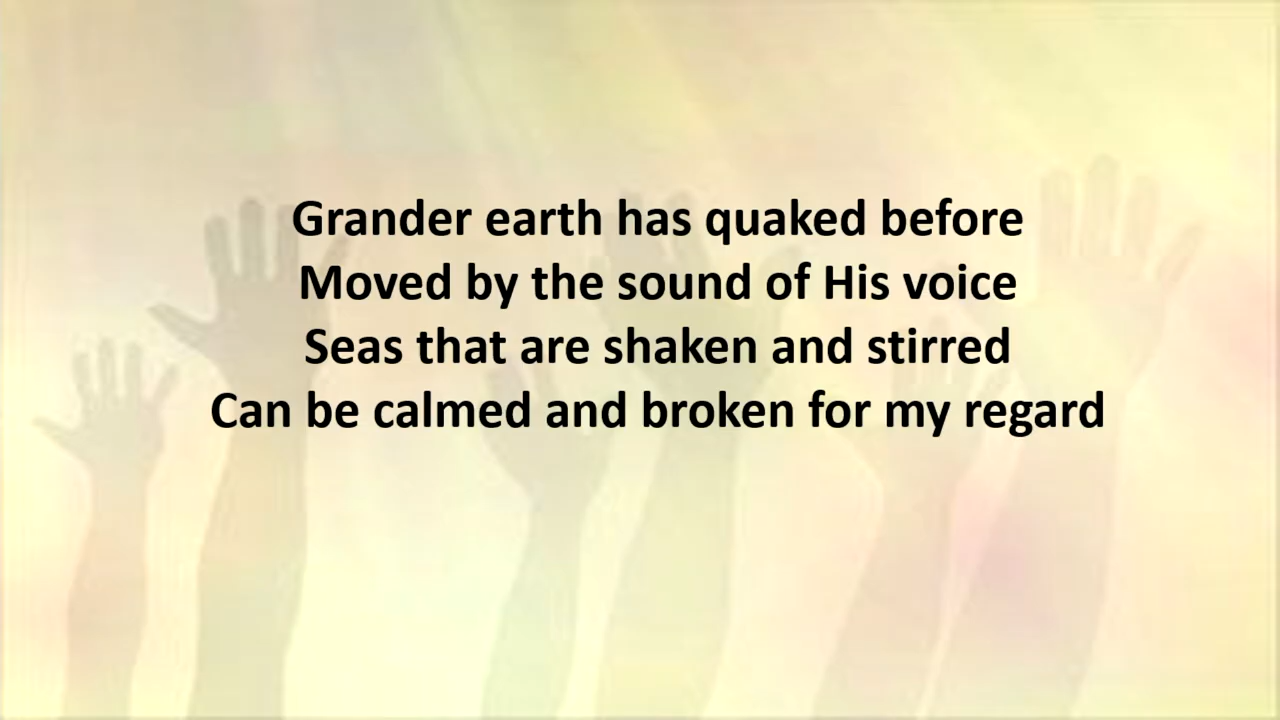 Grander earth has quaked before
Moved by the sound of His voice
Seas that are shaken and stirred
Can be calmed and broken for my regard